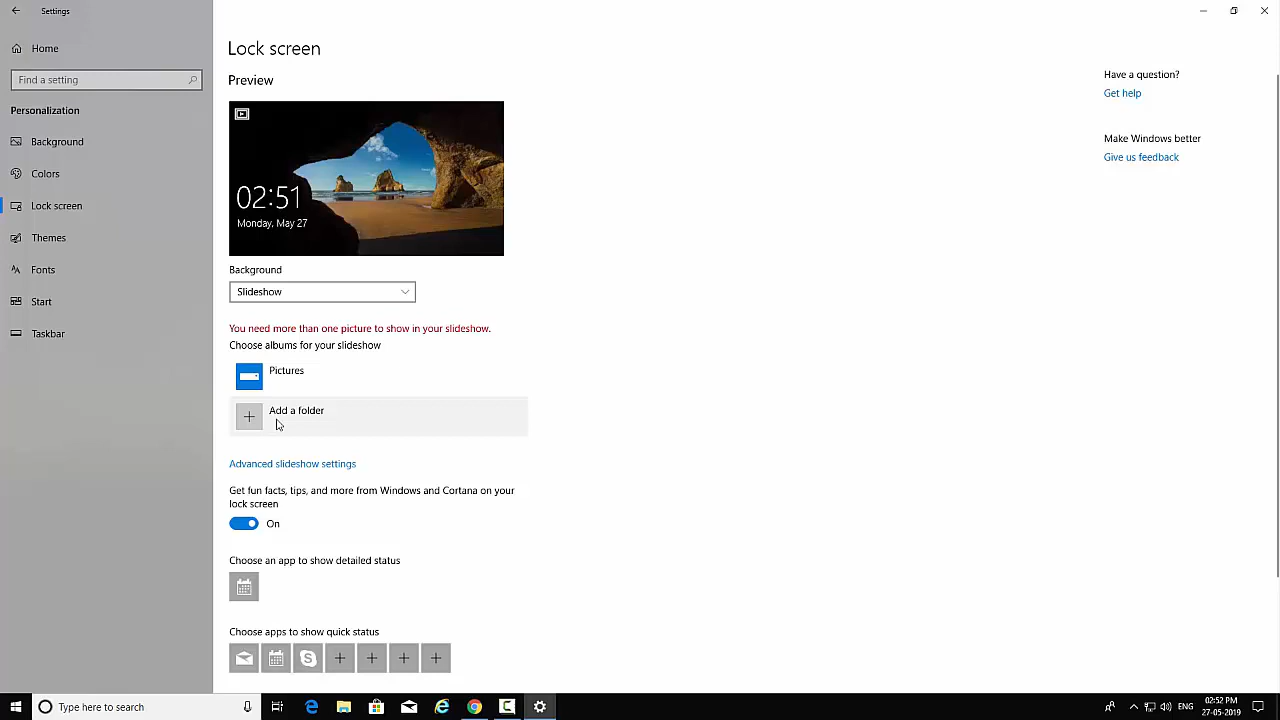 Settings
Home
Find a setting
Personalization
Background
Colors
Lock screen
Themes
Fonts
Start
Taskbar
Lock screen
Preview
02:51
Monday, May 27
Background
Slideshow
You need more than one picture to show in your slideshow.
Choose albums for your slideshow
Pictures
Add a folder
Advanced slideshow settings
Get fun facts, tips, and more from Windows and Cortana on your
lock screen
On
Choose an app to show detailed status
Choose apps to show quick status
Have a question?
Get help
Make Windows better
Give us feedback
Type here to search
ENG
02:52 PM
27-05-2019